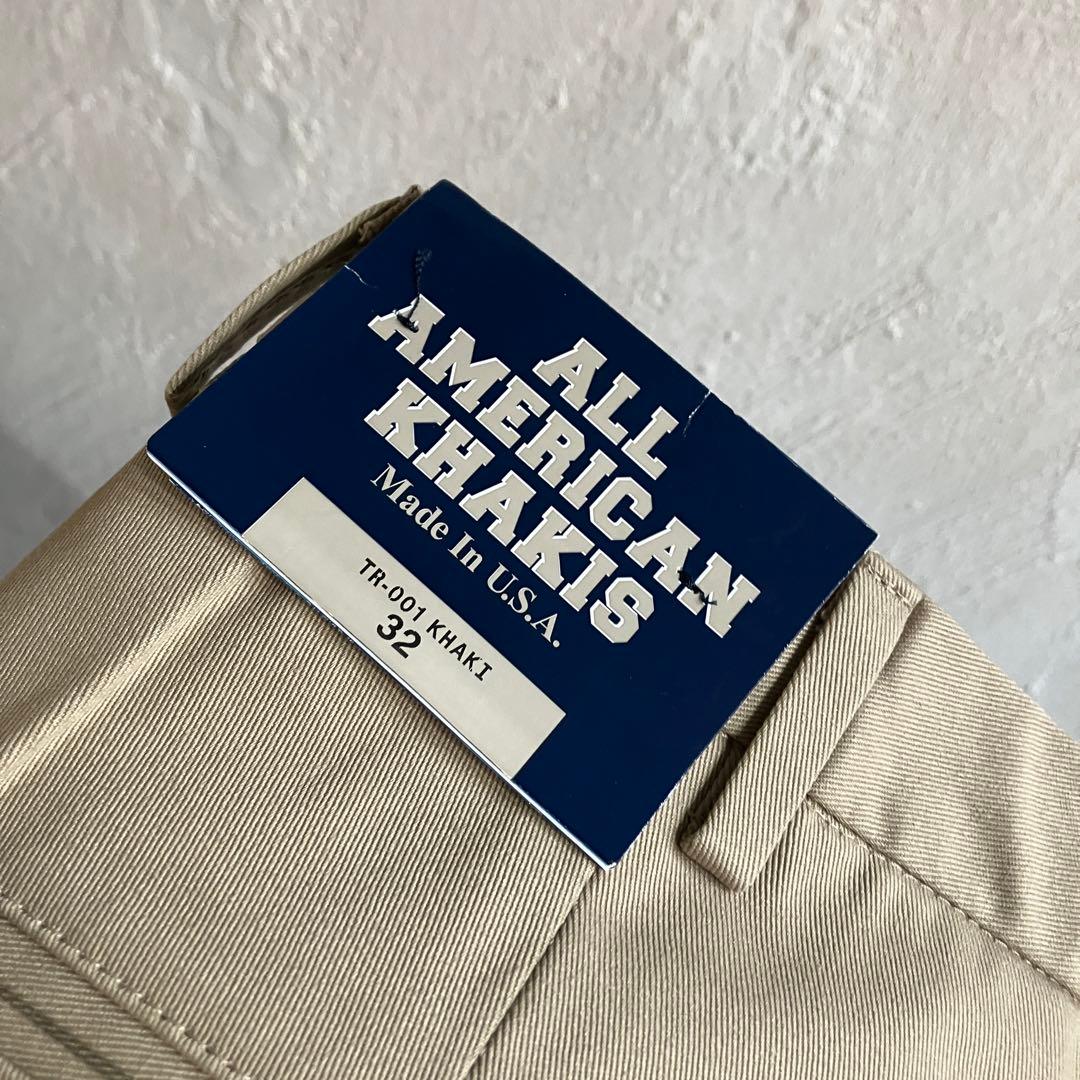 ALL
AMERICAN
KHAKIS
Made In U.S.A.
TR-001 KHAKI
32